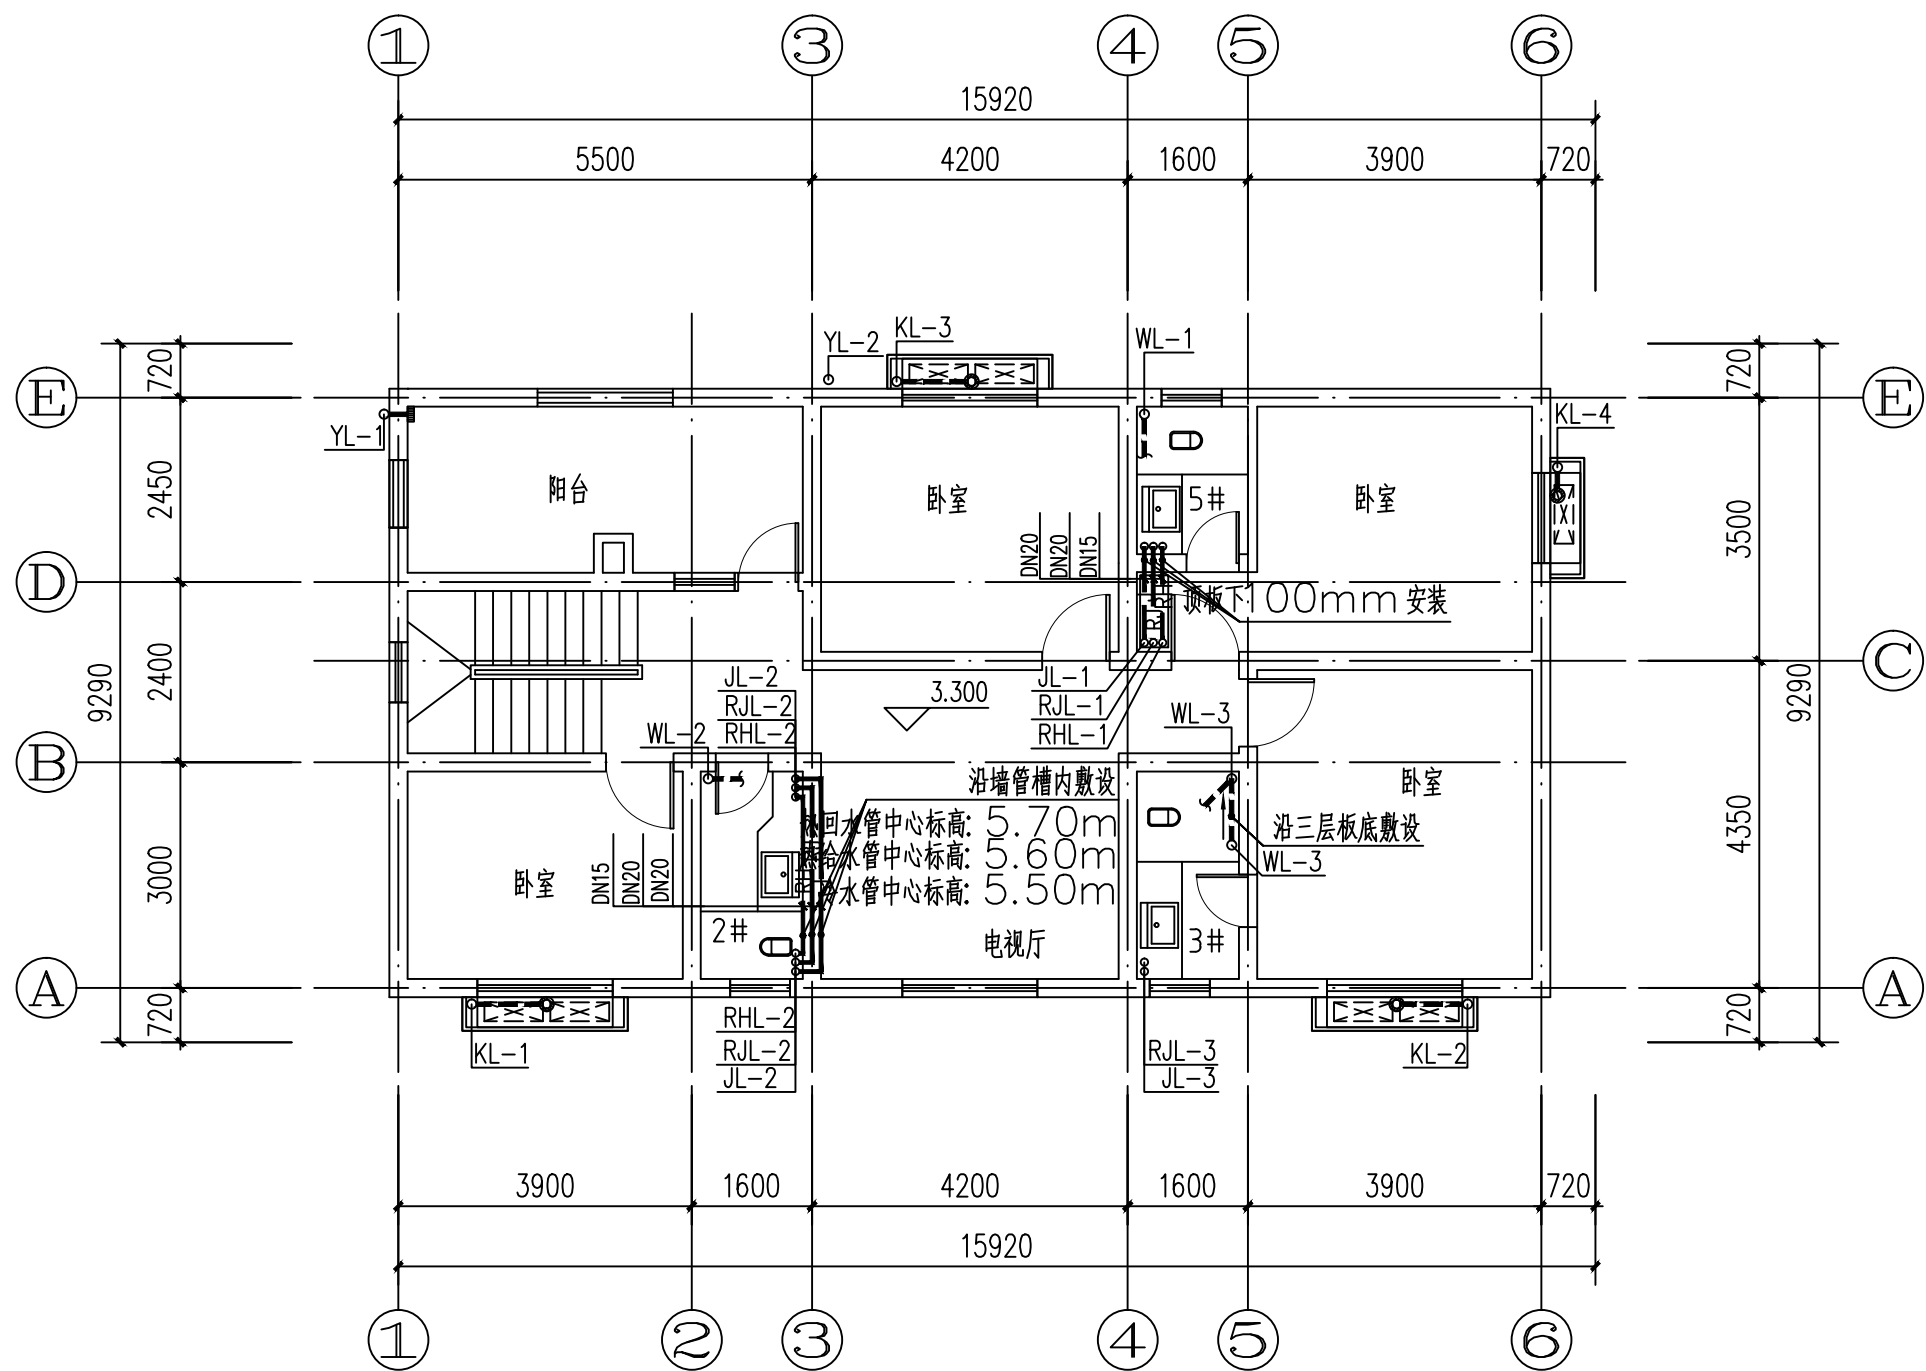 1 3 4 5 6
15920
5500 4200 1600 3900 720
YL-2
KL-3
WL-1
720
720
E
E
YL-1
KL-4
2450
阳台
卧室
5#
卧室
3500
DN20
DN20
DN15
D
顶板下100mm 安装
C
2400
9290
9290
JL-2
RJL-2
RHL-2
3.300
JL-1
RJL-1
RHL-1
WL-2
WL-3
B
沿墙管槽内敷设
卧室
回水管中心标高: 5.70m
给水管中心标高: 5.60m
冷水管中心标高: 5.50m
沿三层板底敷设
WL-3
4350
3000
卧室
DN15
DN20
DN20
2#
电视厅
3#
A
A
720
720
KL-1
RHL-2
RJL-2
JL-2
RJL-3
JL-3
KL-2
3900 1600 4200 1600 3900 720
15920
1 2 3 4 5 6